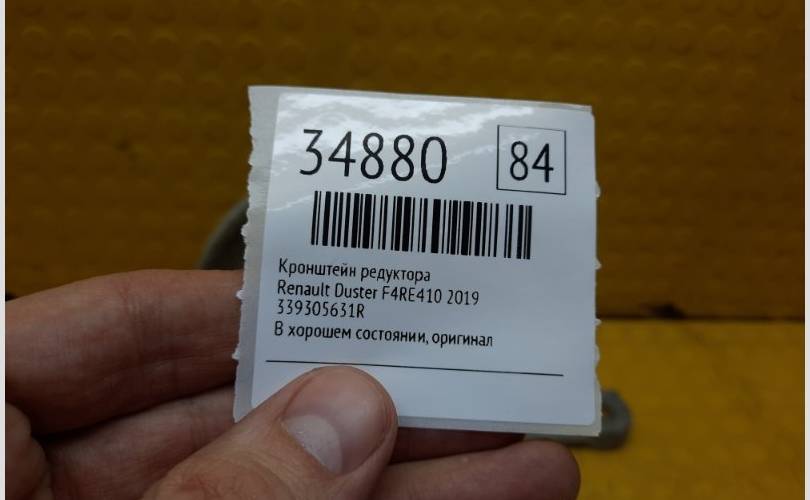 34880 84
Кронштейн редуктора
Renault Duster F4RE410 2019
339305631R
В хорошем состоянии, оригинал